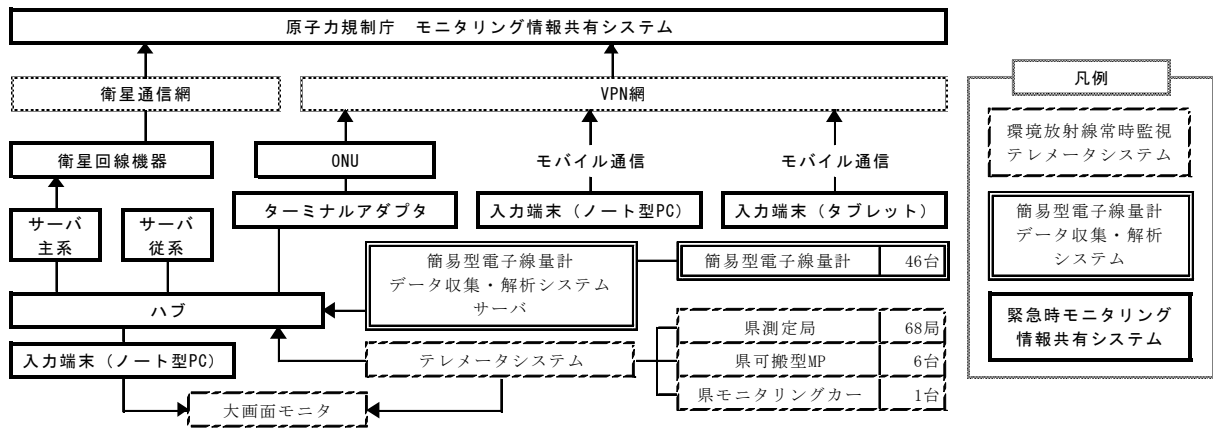 原子力規制庁　モニタリング情報共有システム
衛星通信網
VPN網
衛星回線機器
ONU
モバイル通信
モバイル通信
サーバ
主系
サーバ
従系
ターミナルアダプタ
入力端末（ノート型PC）
入力端末（タブレット）
簡易型電子線量計
データ収集・解析システム
サーバ
簡易型電子線量計　46台
ハブ
入力端末（ノート型PC）
テレメータシステム
県測定局　68局
県可搬型MP　6台
県モニタリングカー　1台
大画面モニタ
凡例
環境放射線常時監視
テレメータシステム
簡易型電子線量計
データ収集・解析
システム
緊急時モニタリング
情報共有システム